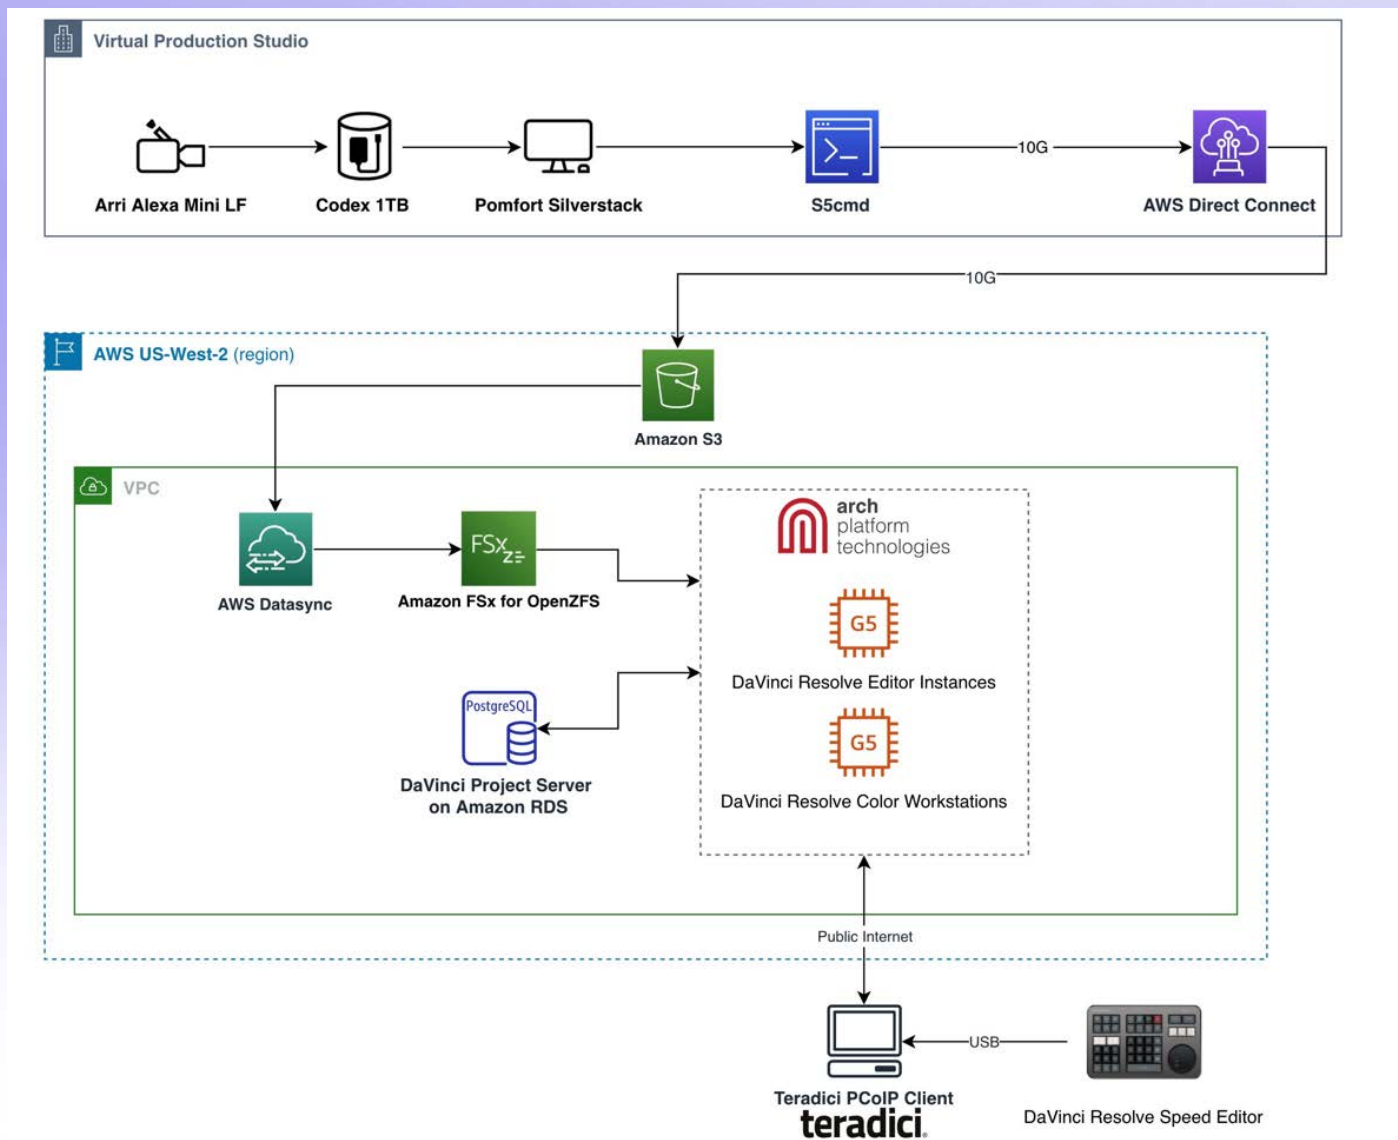 Virtual Production Studio
Arri Alexa Mini LF
Codex 1TB
Pomfort Silverstack
S5cmd
10G
AWS Direct Connect
10G
AWS US-West-2 (region)
Amazon S3
VPC
AWS Datasync
FSx
Z
Amazon FSx for OpenZFS
arch
platform
technologies
G5
DaVinci Resolve Editor Instances
G5
DaVinci Resolve Color Workstations
PostgreSQL
DaVinci Project Server
on Amazon RDS
Public Internet
USB
Teradici PCoIP Client
teradici.
DaVinci Resolve Speed Editor